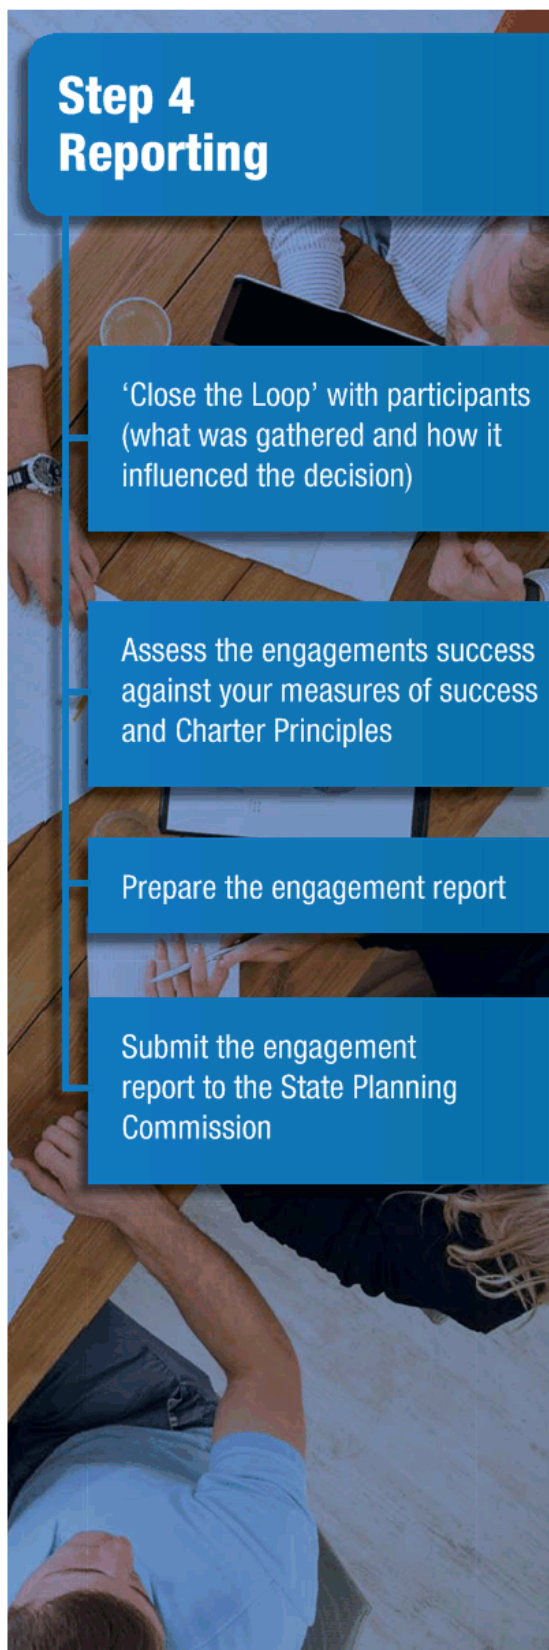 Step 4
Reporting
‘Close the Loop’ with participants
(what was gathered and how it
influenced the decision)
Assess the engagements success
against your measures of success
and Charter Principles
Prepare the engagement report
Submit the engagement
report to the State Planning
Commission